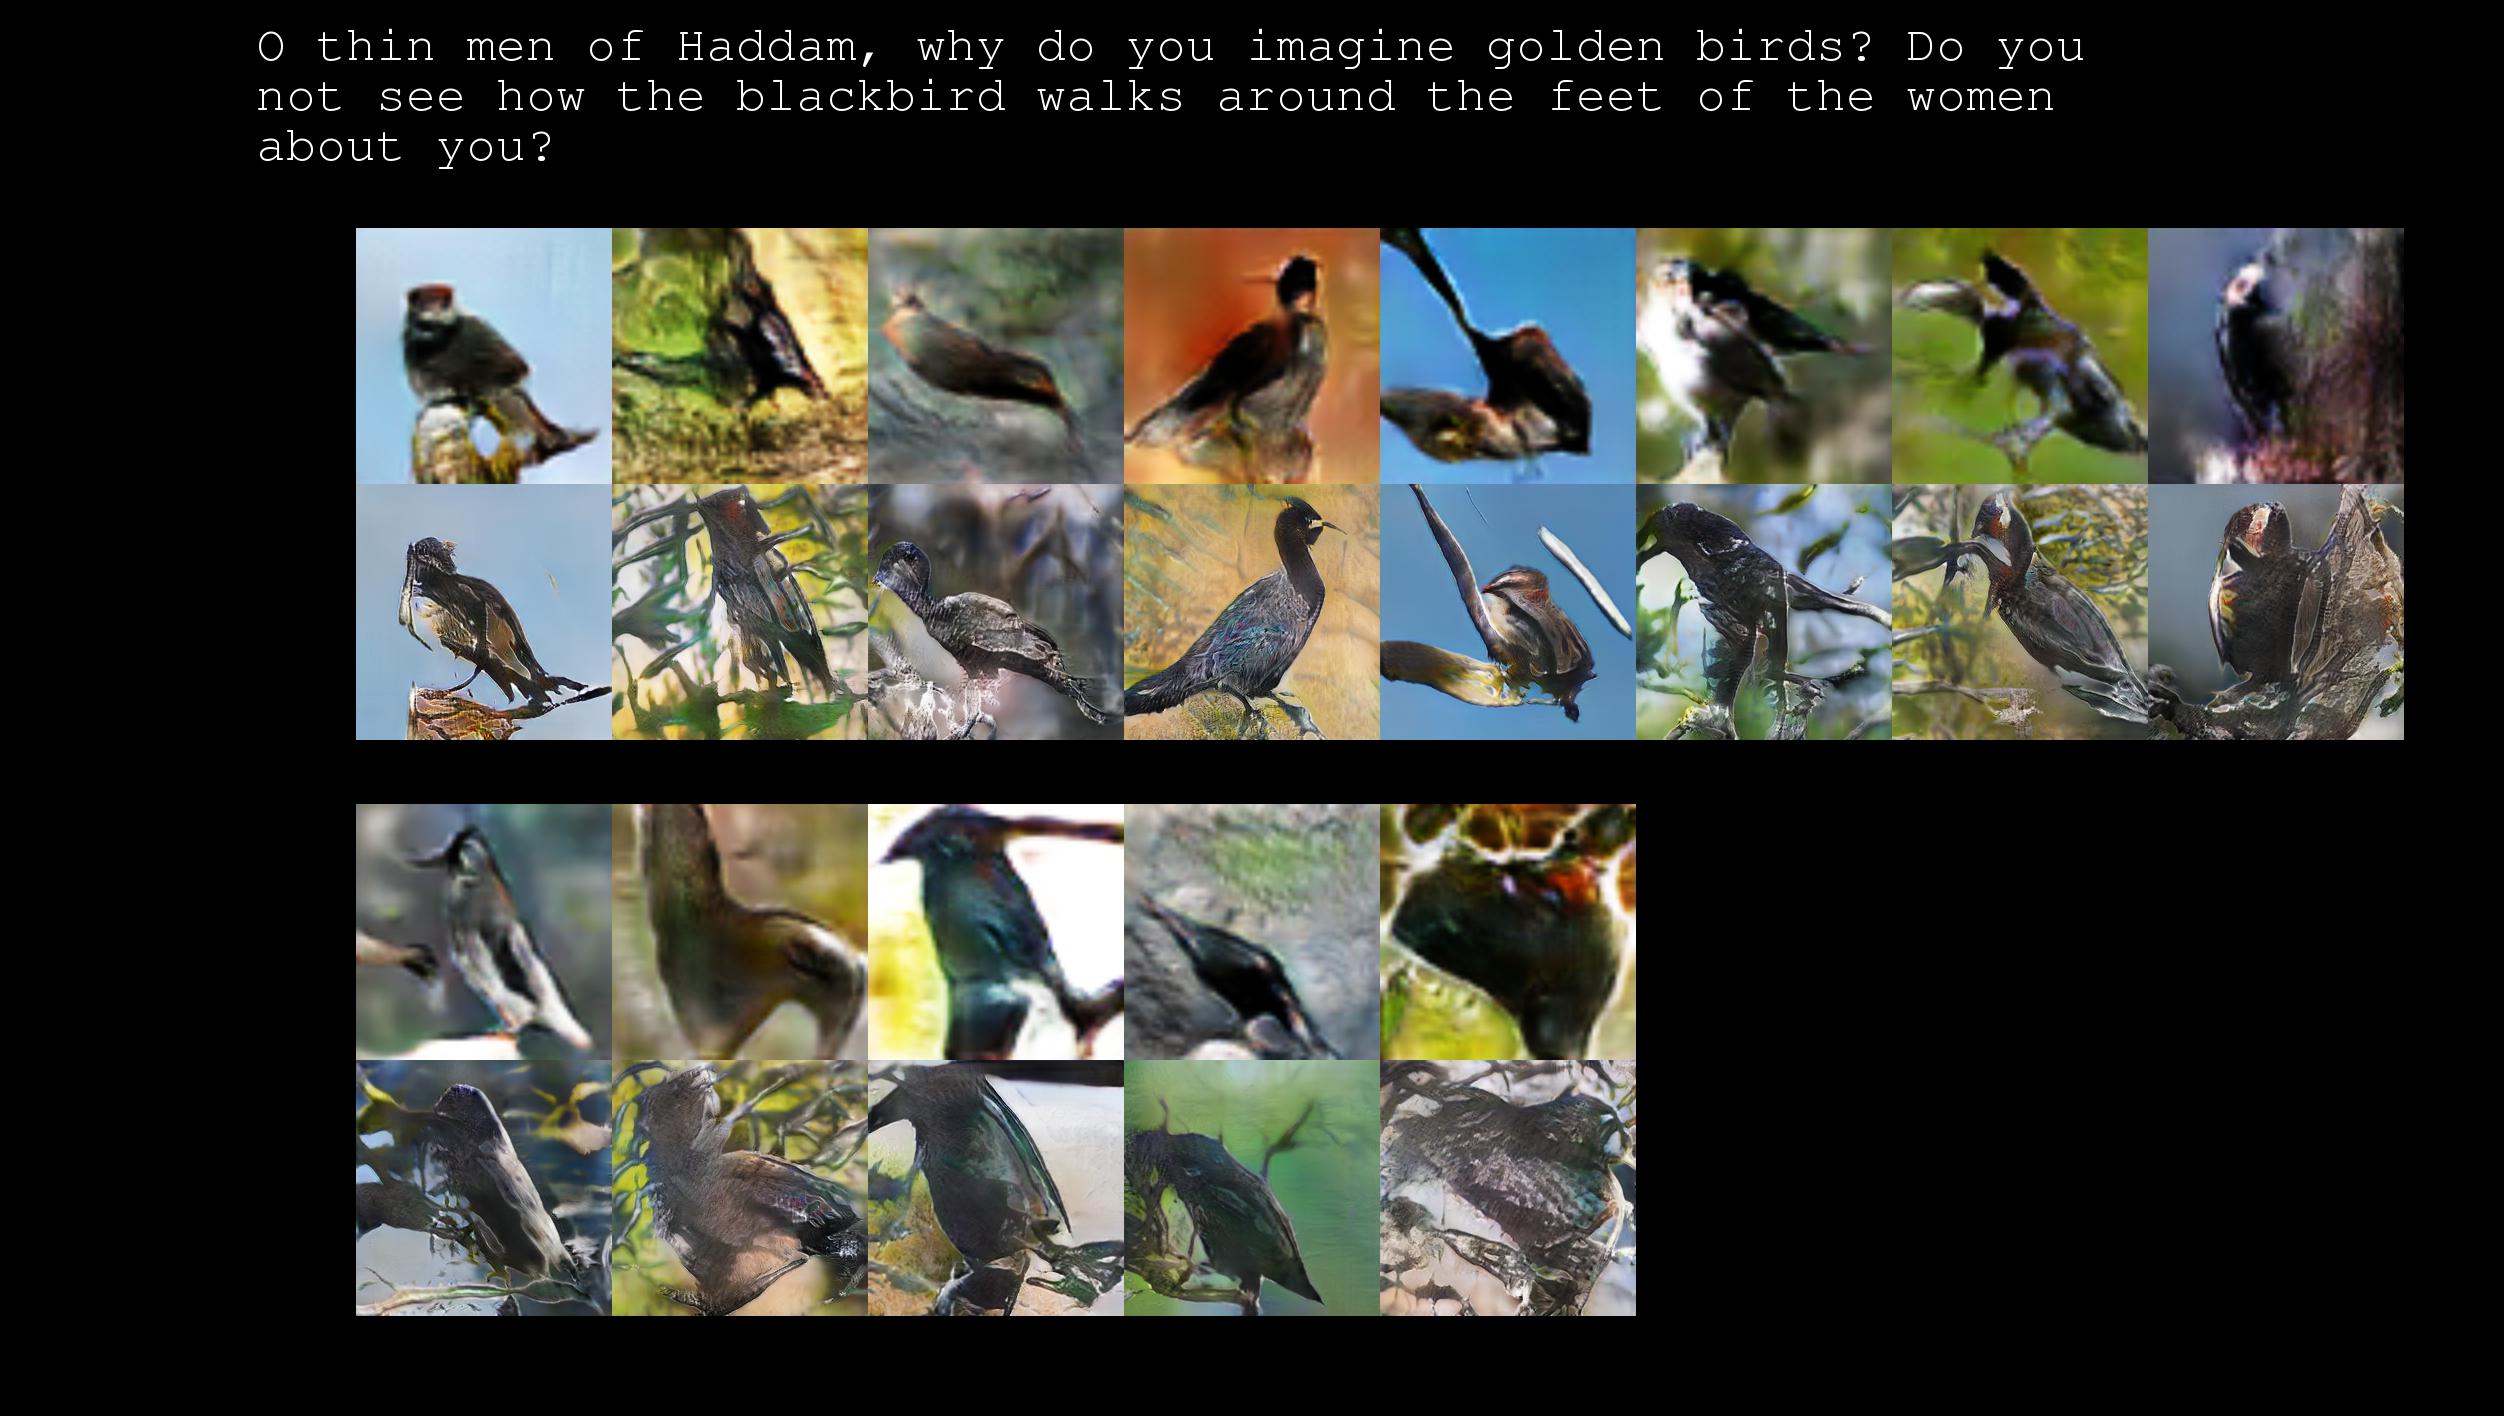 O thin men of Haddam, why do you imagine golden birds? Do you
not see how the blackbird walks around the feet of the women
about you?